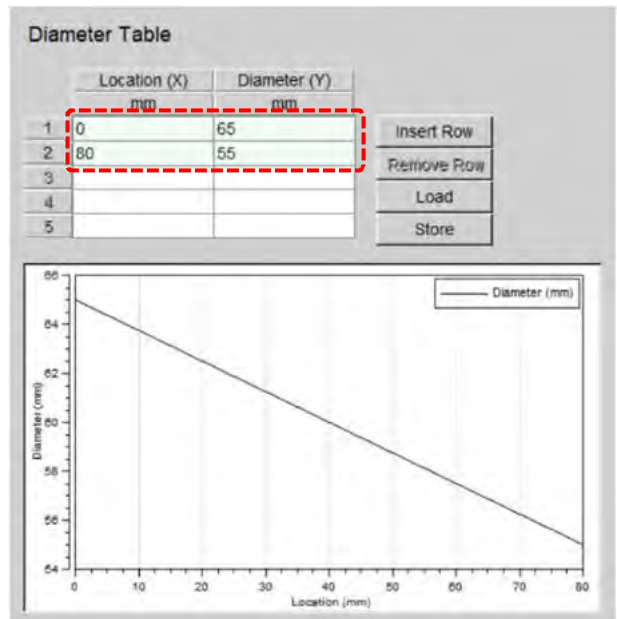 Diameter Table
Location (X) Diameter (Y)
mm mm
1 0 65 Insert Row
2 80 55 Remove Row
3
4 Load
5 Store
66
Diameter (mm)
64
62
Diameter (mm)
60
58
56
54
0 10 20 30 40 50 60 70 80
Location (mm)